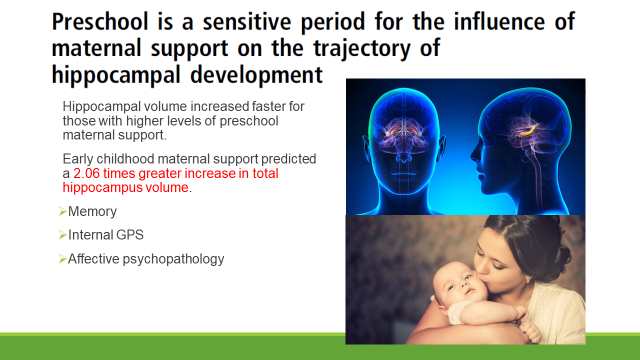 Preschool is a sensitive period for the influence of
maternal support on the trajectory of
hippocampal development
Hippocampal volume increased faster for
those with higher levels of preschool
maternal support.
Early childhood maternal support predicted
a 2.06 times greater increase in total
hippocampus volume.
Memory
Internal GPS
Affective psychopathology